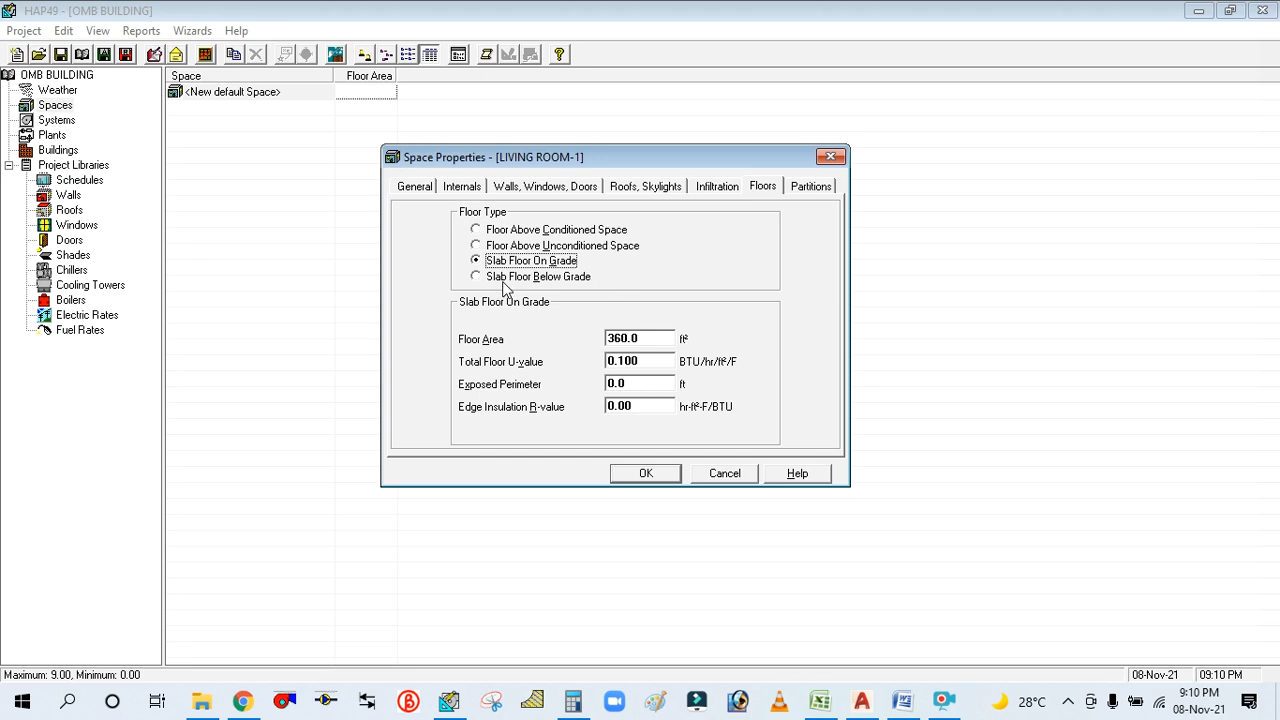 HAP49 - [OMB BUILDING]
Project Edit View Reports Wizards Help
OMB BUILDING
Weather
Spaces
Systems
Plants
Buildings
Project Libraries
Schedules
Walls
Roofs
Windows
Doors
Shades
Chillers
Cooling Towers
Boilers
Electric Rates
Fuel Rates
Space Floor Area
<New default Space>
Space Properties - [LIVING ROOM-1]
General Internals Walls, Windows, Doors Roofs, Skylights Infiltration Floors Partitions
Floor Type
Floor Above Conditioned Space
Floor Above Unconditioned Space
Slab Floor On Grade
Slab Floor Below Grade
Slab Floor On Grade
Floor Area 360.0 ft²
Total Floor U-value 0.100 BTU/hr/ft²/F
Exposed Perimeter 0.0 ft
Edge Insulation R-value 0.00 hr-ft²-F/BTU
OK Cancel Help
Maximum: 9.00, Minimum: 0.00 08-Nov-21 09:10 PM
28°C 9:10 PM
08-Nov-21